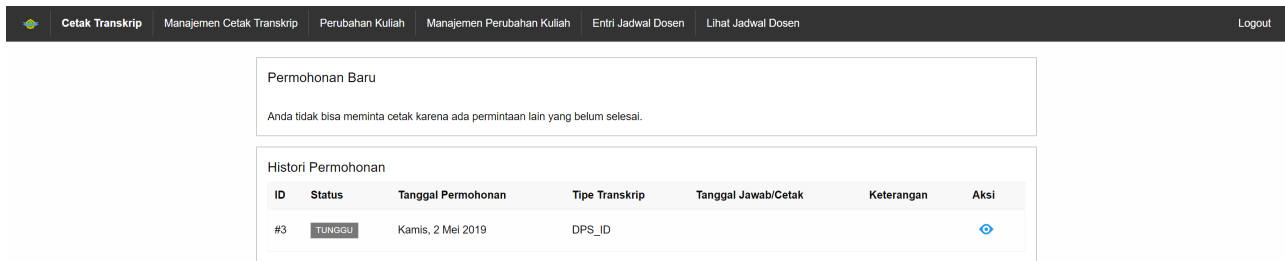 Cetak Transkrip Manajemen Cetak Transkrip Perubahan Kuliah Manajemen Perubahan Kuliah Entri Jadwal Dosen Lihat Jadwal Dosen Logout
Permohonan Baru
Anda tidak bisa meminta cetak karena ada permintaan lain yang belum selesai.
Histori Permohonan
ID Status Tanggal Permohonan Tipe Transkrip Tanggal Jawab/Cetak Keterangan Aksi
#3 TUNGGU Kamis, 2 Mei 2019 DPS_ID